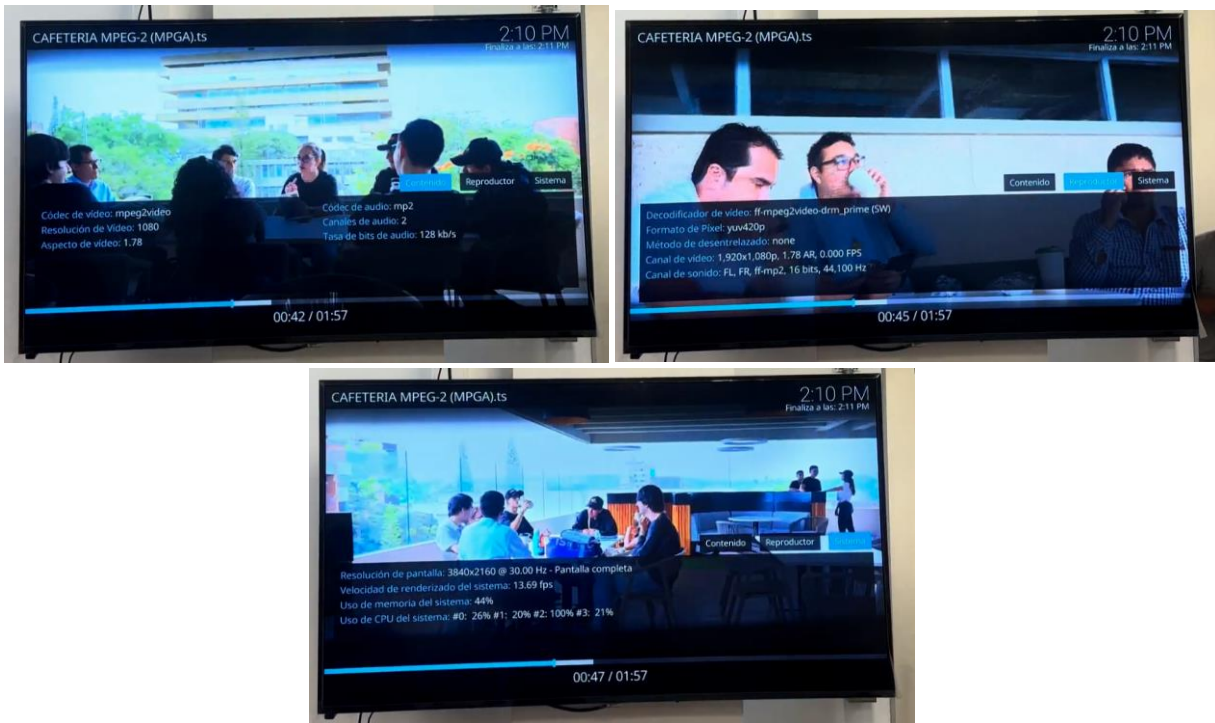 CAFETERIA MPEG-2 (MPGA).ts
2:10 PM
Finaliza a las: 2:11 PM
Contenido Reproductor Sistema
Códec de vídeo: mpeg2video
Resolución de Vídeo: 1080
Aspecto de vídeo: 1.78
Códec de audio: mp2
Canales de audio: 2
Tasa de bits de audio: 128 kb/s
00:42 / 01:57
CAFETERIA MPEG-2 (MPGA).ts
2:10 PM
Finaliza a las: 2:11 PM
Contenido Reproductor Sistema
Decodificador de vídeo: ff-mpeg2video-drm_prime (SW)
Formato de Píxel: yuv420p
Método de desentrelazado: none
Canal de vídeo: 1,920x1,080p, 1.78 AR, 0.000 FPS
Canal de sonido: FL, FR, ff-mp2, 16 bits, 44,100 Hz
00:45 / 01:57
CAFETERIA MPEG-2 (MPGA).ts
2:10 PM
Finaliza a las: 2:11 PM
Contenido Reproductor Sistema
Resolución de pantalla: 3840x2160 @ 30.00 Hz - Pantalla completa
Velocidad de renderizado del sistema: 13.69 fps
Uso de memoria del sistema: 44%
Uso de CPU del sistema: #0: 26% #1: 20% #2: 100% #3: 21%
00:47 / 01:57